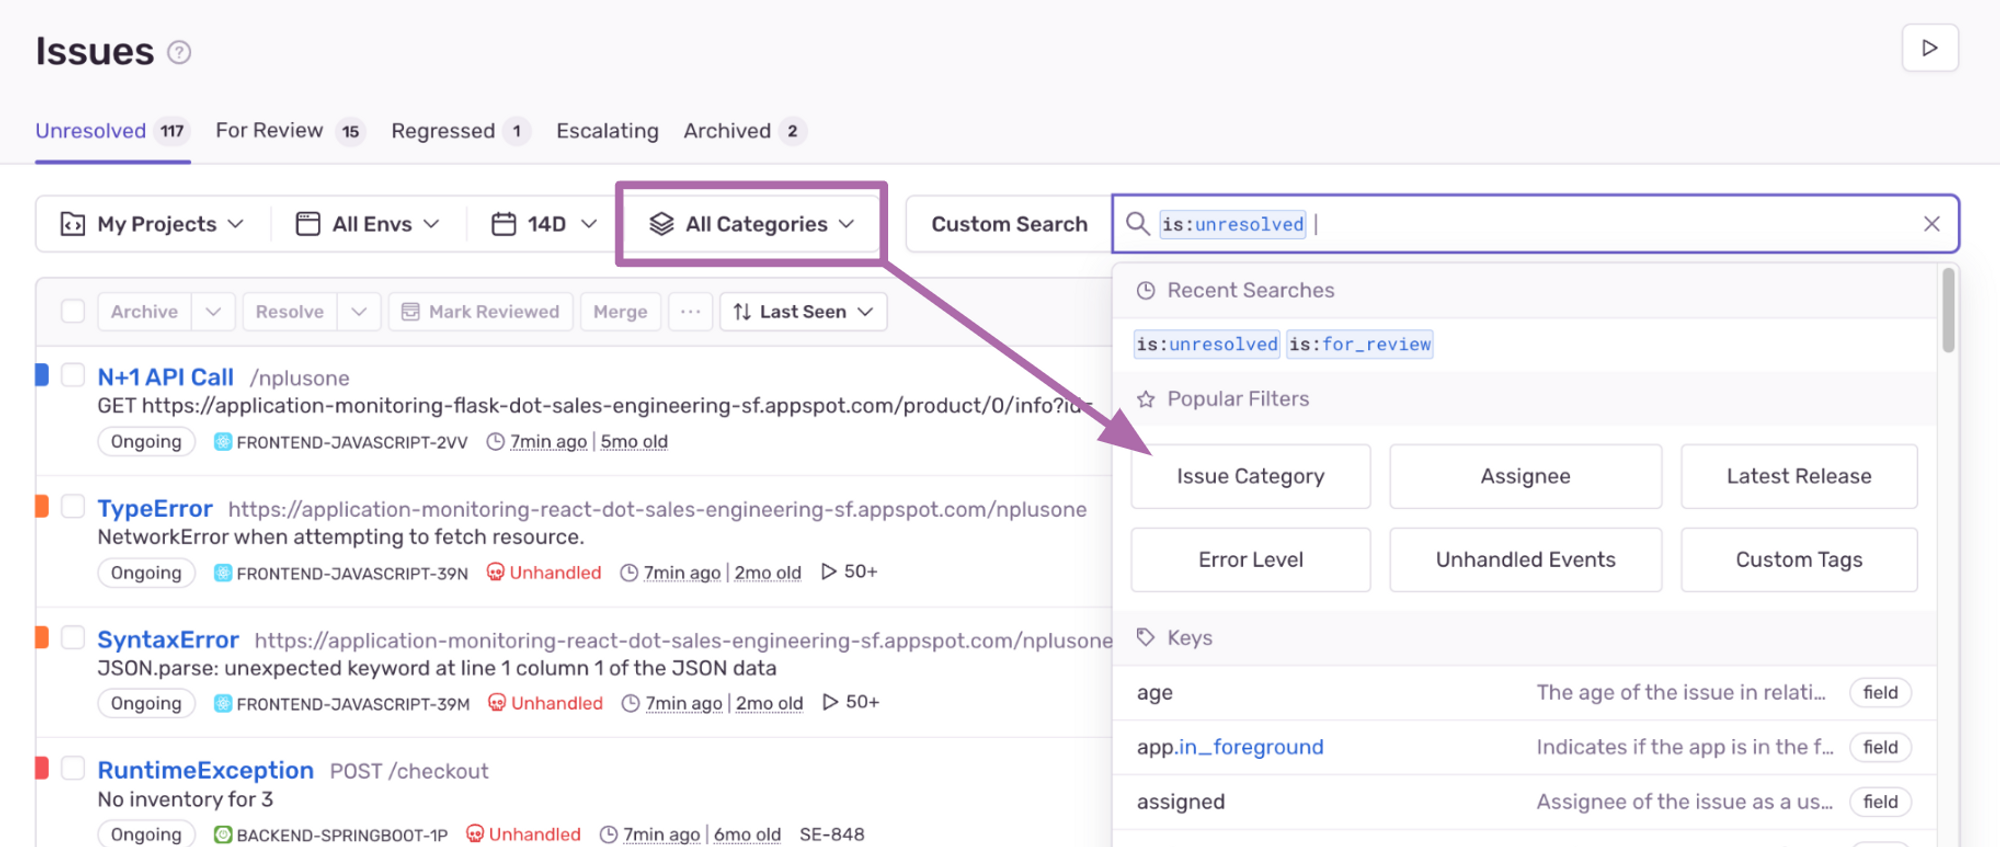 Issues ?
Unresolved 117 For Review 15 Regressed 1 Escalating Archived 2
My Projects All Envs 14D All Categories Custom Search is:unresolved
Archive Resolve Mark Reviewed Merge ··· Last Seen
Recent Searches
is:unresolved is:for_review
Popular Filters
Issue Category Assignee Latest Release
Error Level Unhandled Events Custom Tags
Keys
age The age of the issue in relati... field
app.in_foreground Indicates if the app is in the f... field
assigned Assignee of the issue as a us... field
N+1 API Call /nplusone
GET https://application-monitoring-flask-dot-sales-engineering-sf.appspot.com/product/0/info?id=
Ongoing FRONTEND-JAVASCRIPT-2VV 7min ago | 5mo old
TypeError https://application-monitoring-react-dot-sales-engineering-sf.appspot.com/nplusone
NetworkError when attempting to fetch resource.
Ongoing FRONTEND-JAVASCRIPT-39N Unhandled 7min ago | 2mo old 50+
SyntaxError https://application-monitoring-react-dot-sales-engineering-sf.appspot.com/nplusone
JSON.parse: unexpected keyword at line 1 column 1 of the JSON data
Ongoing FRONTEND-JAVASCRIPT-39M Unhandled 7min ago | 2mo old 50+
RuntimeException POST /checkout
No inventory for 3
Ongoing BACKEND-SPRINGBOOT-1P Unhandled 7min ago | 6mo old SE-848